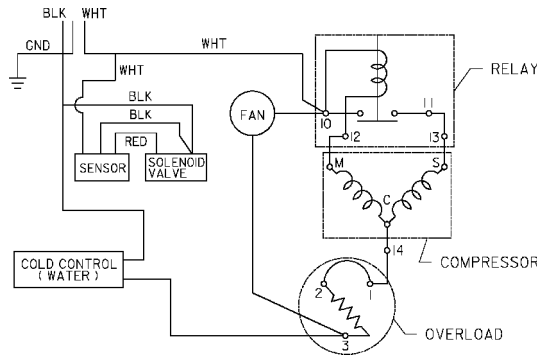 BLK WHT
GND
WHT
WHT
BLK
BLK
RED
SENSOR
SOLENOID
VALVE
FAN
RELAY
10
11
12
13
M
S
C
14
COMPRESSOR
COLD CONTROL
( WATER )
2
1
3
OVERLOAD